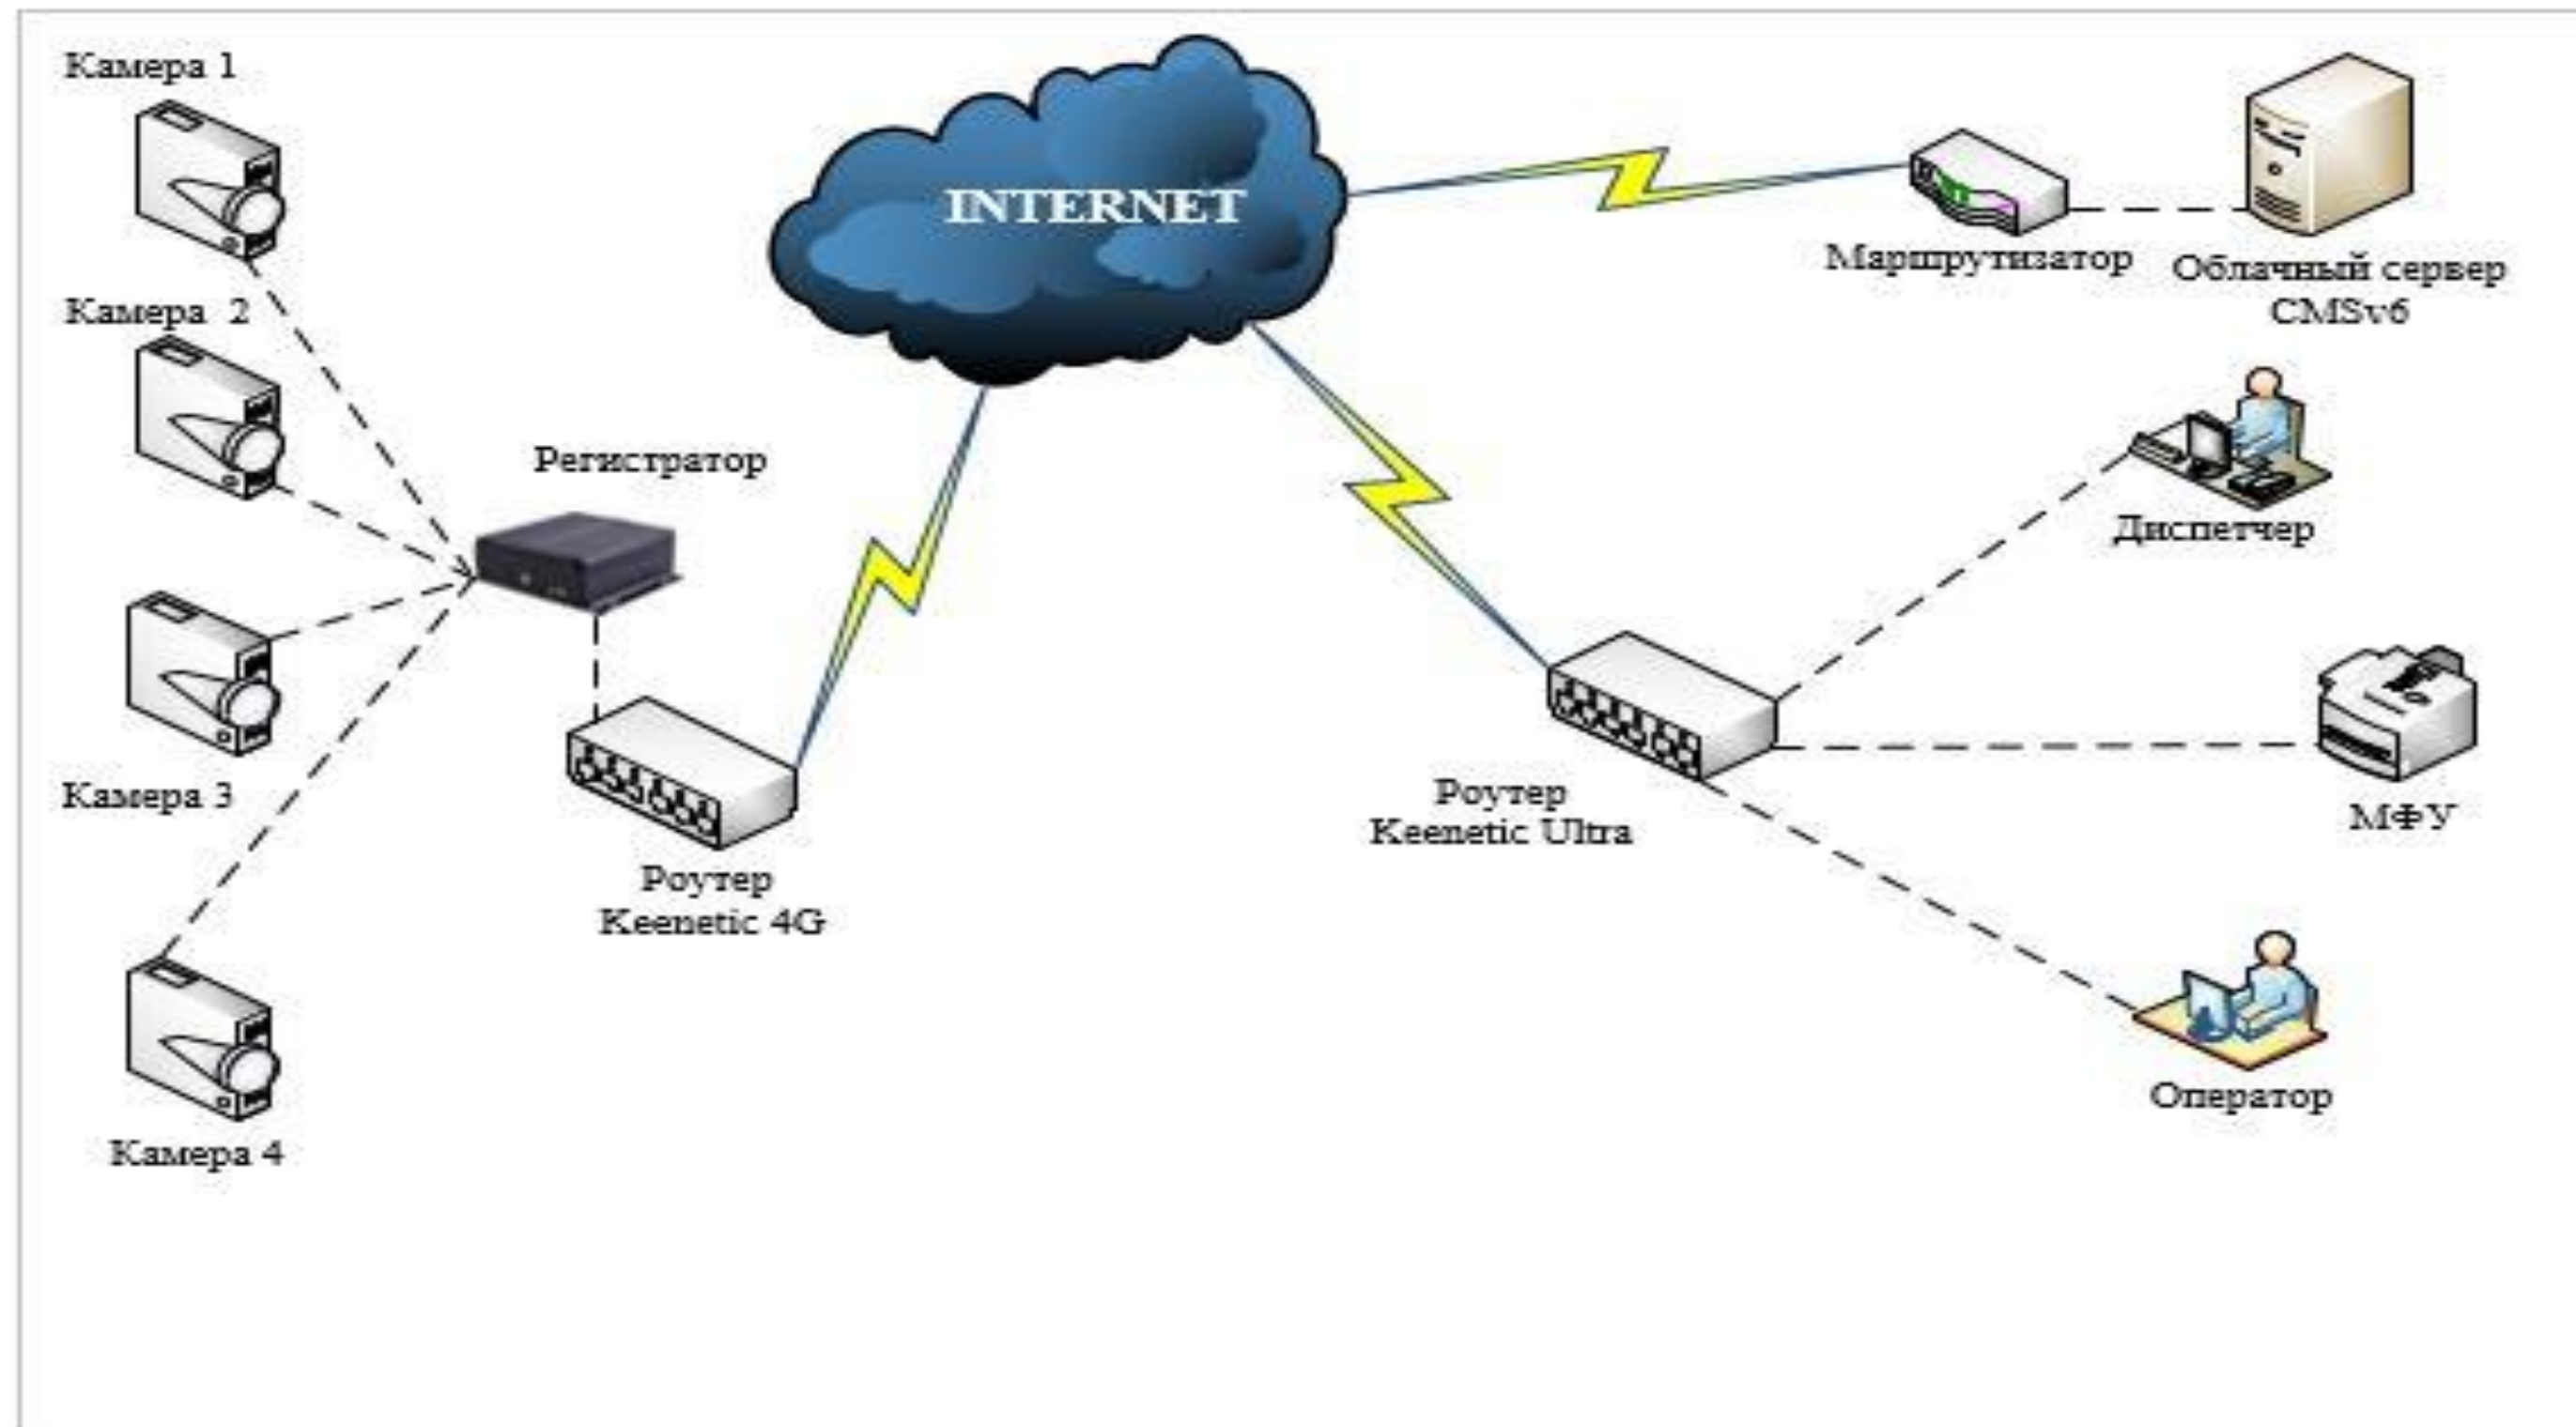 Камера 1
INTERNET
Маршрутизатор
Облачный сервер
CMSv6
Камера 2
Регистратор
Диспетчер
Камера 3
Роутер
Keenetic 4G
Роутер
Keenetic Ultra
МФУ
Оператор
Камера 4